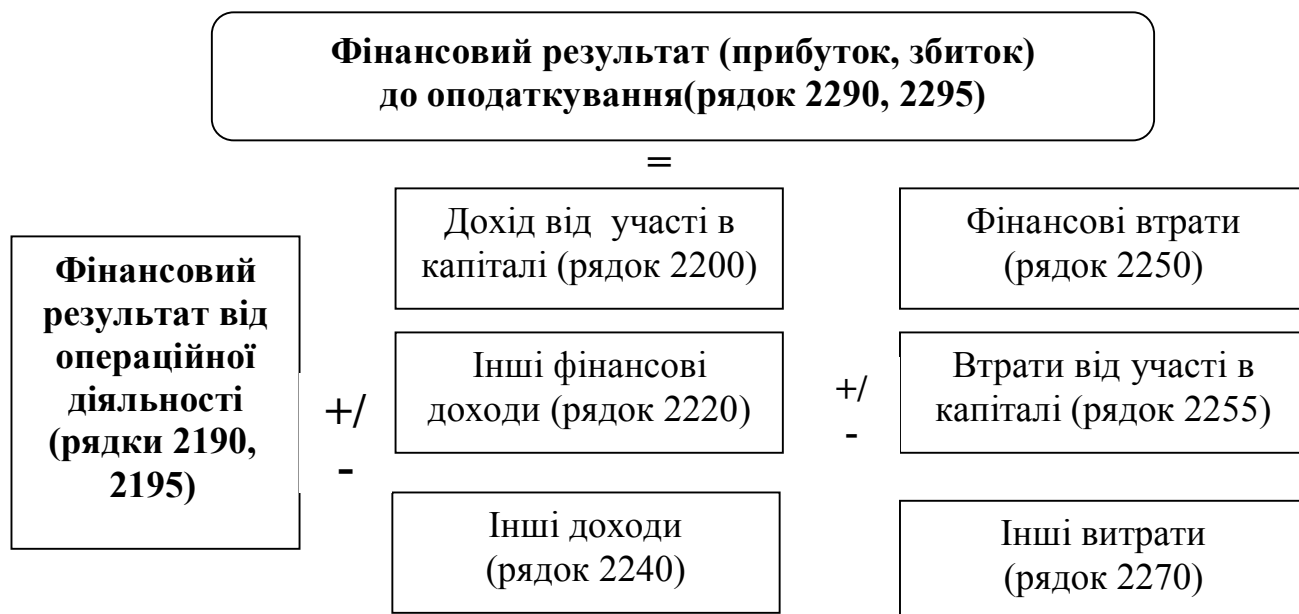 Фінансовий результат (прибуток, збиток)
до оподаткування(рядок 2290, 2295)
=
Фінансовий
результат від
операційної
діяльності
(рядки 2190,
2195)
+/
-
Дохід від участі в
капіталі (рядок 2200)
Інші фінансові
доходи (рядок 2220)
Інші доходи
(рядок 2240)
+/
-
Фінансові втрати
(рядок 2250)
Втрати від участі в
капіталі (рядок 2255)
Інші витрати
(рядок 2270)